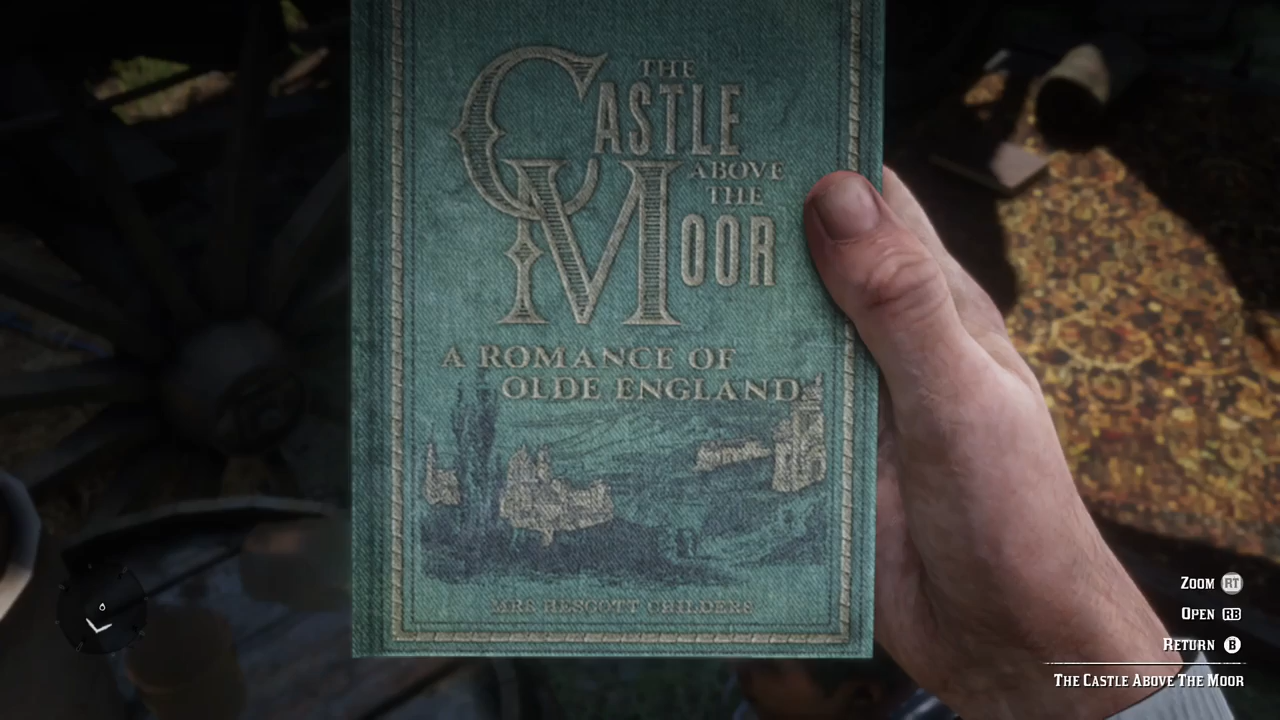 THE
CASTLE
ABOVE
THE
MOOR
A ROMANCE OF
OLDE ENGLAND
MRS HESCOTT CHILDERS
ZOOM RT
OPEN RB
RETURN B
THE CASTLE ABOVE THE MOOR